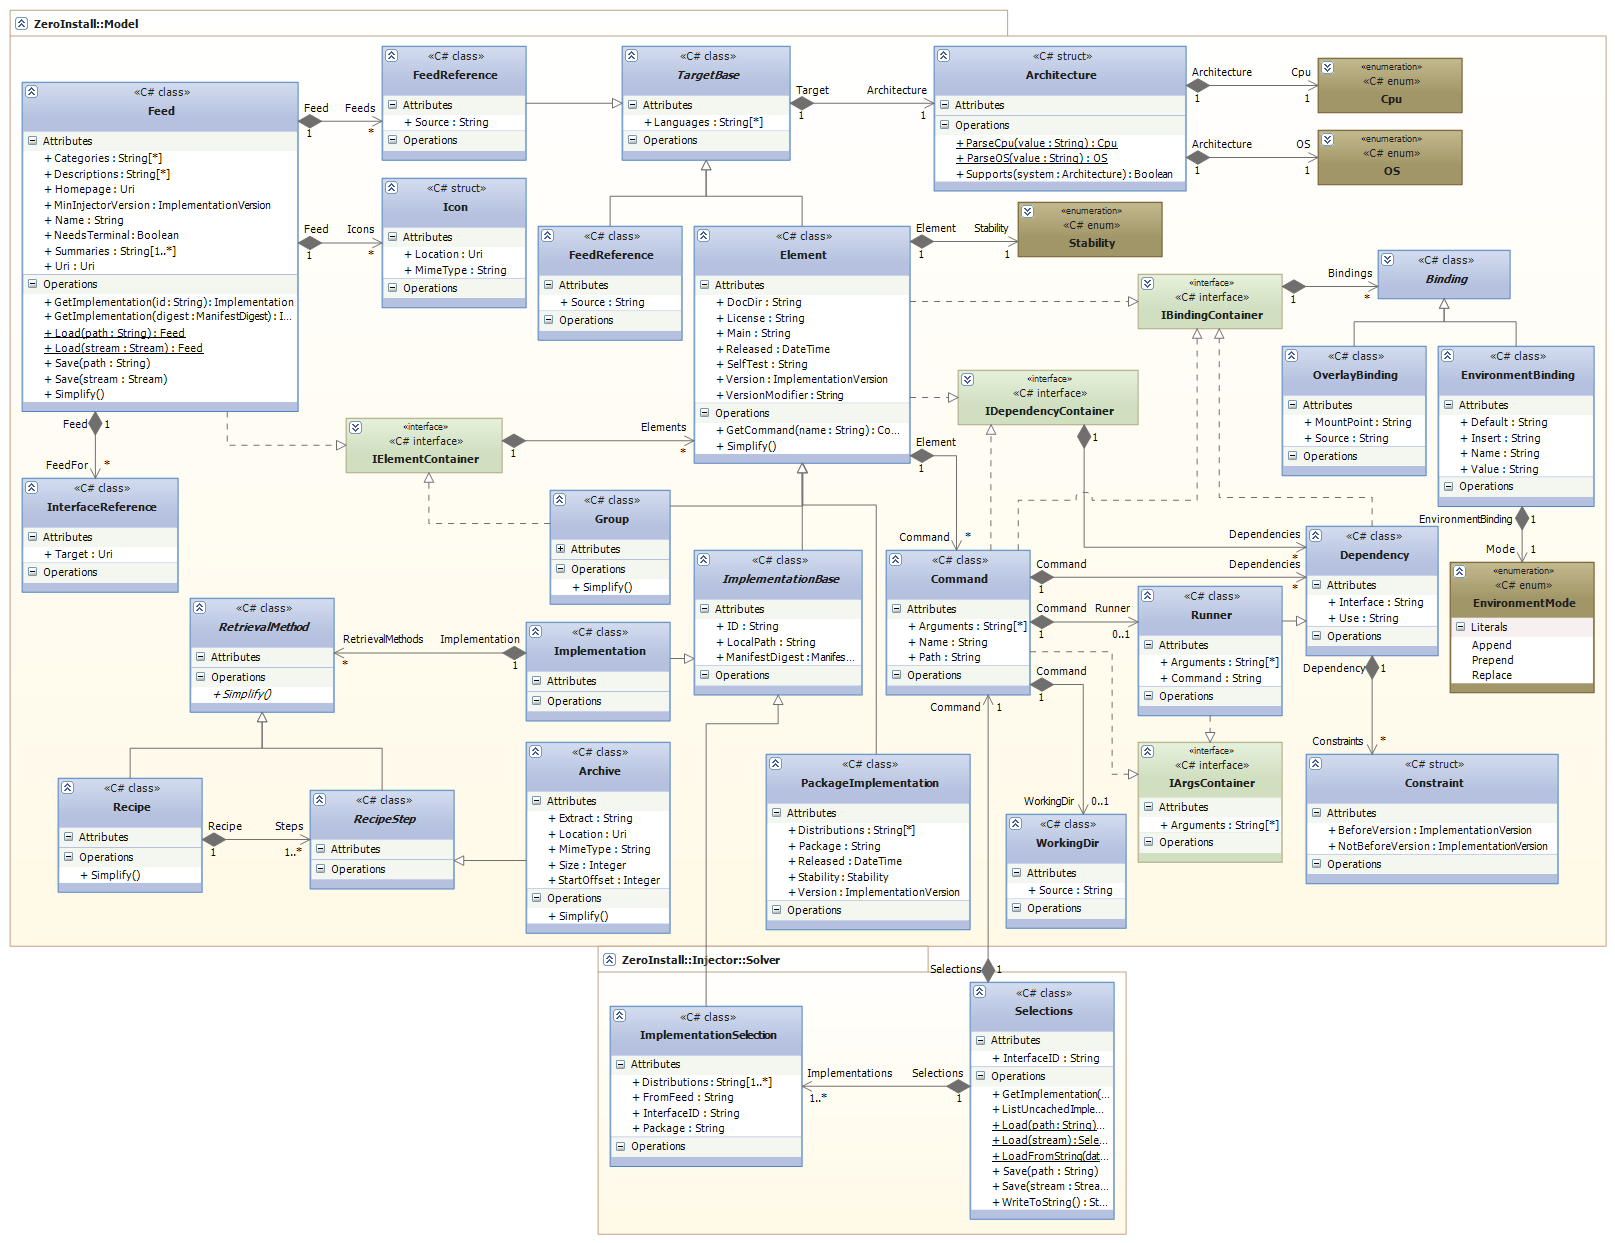 ZeroInstall::Model
«C# class»
Feed
Attributes
+ Categories : String[*]
+ Descriptions : String[*]
+ Homepage : Uri
+ MinInjectorVersion : ImplementationVersion
+ Name : String
+ NeedsTerminal : Boolean
+ Summaries : String[1..*]
+ Uri : Uri
Operations
+ GetImplementation(id : String) : Implementation
+ GetImplementation(digest : ManifestDigest) : I...
+ Load(path : String) : Feed
+ Load(stream : Stream) : Feed
+ Save(path : String)
+ Save(stream : Stream)
+ Simplify()
Feed
Feeds
1
*
«C# class»
FeedReference
Attributes
+ Source : String
Operations
Feed
Icons
1
*
«C# struct»
Icon
Attributes
+ Location : Uri
+ MimeType : String
Operations
«C# class»
TargetBase
Attributes
+ Languages : String[*]
Operations
Target
Architecture
1
1
«C# struct»
Architecture
Attributes
Operations
+ ParseCpu(value : String) : Cpu
+ ParseOS(value : String) : OS
+ Supports(system : Architecture) : Boolean
Architecture
Cpu
1
1
«enumeration»
«C# enum»
Cpu
Architecture
OS
1
1
«enumeration»
«C# enum»
OS
«C# class»
FeedReference
Attributes
+ Source : String
Operations
«C# class»
Element
Attributes
+ DocDir : String
+ License : String
+ Main : String
+ Released : DateTime
+ SelfTest : String
+ Version : ImplementationVersion
+ VersionModifier : String
Operations
+ GetCommand(name : String) : Co...
+ Simplify()
Element
Stability
1
1
«enumeration»
«C# enum»
Stability
«interface»
«C# interface»
IBindingContainer
Bindings
1
*
«C# class»
Binding
«C# class»
OverlayBinding
Attributes
+ MountPoint : String
+ Source : String
Operations
«C# class»
EnvironmentBinding
Attributes
+ Default : String
+ Insert : String
+ Name : String
+ Value : String
Operations
«interface»
«C# interface»
IDependencyContainer
1
Feed
1
FeedFor
*
«C# class»
InterfaceReference
Attributes
+ Target : Uri
Operations
«interface»
«C# interface»
IElementContainer
Elements
1
*
Element
1
Command
*
«C# class»
Group
Attributes
Operations
+ Simplify()
«C# class»
ImplementationBase
Attributes
+ ID : String
+ LocalPath : String
+ ManifestDigest : Manifes...
Operations
«C# class»
Command
Attributes
+ Arguments : String[*]
+ Name : String
+ Path : String
Operations
Dependencies
*
Command
Dependencies
1
*
«C# class»
Dependency
Attributes
+ Interface : String
+ Use : String
Operations
EnvironmentBinding
1
Mode
1
«enumeration»
«C# enum»
EnvironmentMode
Literals
Append
Prepend
Replace
Command
Runner
1
0..1
«C# class»
Runner
Attributes
+ Arguments : String[*]
+ Command : String
Operations
Command
1
WorkingDir
0..1
Dependency
1
Constraints
*
«C# class»
RetrievalMethod
Attributes
Operations
+ Simplify()
RetrievalMethods
Implementation
*
1
«C# class»
Implementation
Attributes
Operations
Command
1
«C# class»
Recipe
Attributes
Operations
+ Simplify()
Recipe
Steps
1
1..*
«C# class»
RecipeStep
Attributes
Operations
«C# class»
Archive
Attributes
+ Extract : String
+ Location : Uri
+ MimeType : String
+ Size : Integer
+ StartOffset : Integer
Operations
+ Simplify()
«C# class»
PackageImplementation
Attributes
+ Distributions : String[*]
+ Package : String
+ Released : DateTime
+ Stability : Stability
+ Version : ImplementationVersion
Operations
«C# class»
WorkingDir
Attributes
+ Source : String
Operations
«interface»
«C# interface»
IArgsContainer
Attributes
+ Arguments : String[*]
Operations
«C# struct»
Constraint
Attributes
+ BeforeVersion : ImplementationVersion
+ NotBeforeVersion : ImplementationVersion
Operations
ZeroInstall::Injector::Solver
Selections
1
«C# class»
ImplementationSelection
Attributes
+ Distributions : String[1..*]
+ FromFeed : String
+ InterfaceID : String
+ Package : String
Operations
Implementations
Selections
1..*
1
«C# class»
Selections
Attributes
+ InterfaceID : String
Operations
+ GetImplementation(...
+ ListUncachedImple...
+ Load(path : String)...
+ Load(stream) : Sele...
+ LoadFromString(dat...
+ Save(path : String)
+ Save(stream : Strea...
+ WriteToString() : St...